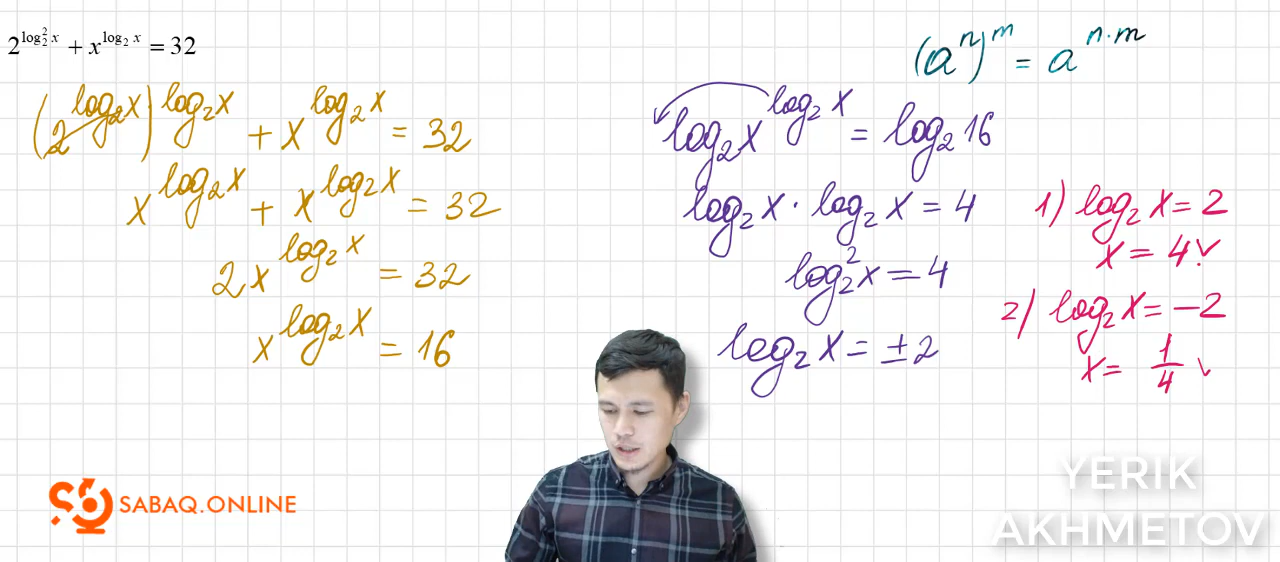 2^{log_2^2 x} + x^{log_2 x} = 32
(2^{log_2 x})^{log_2 x} + x^{log_2 x} = 32
x^{log_2 x} + x^{log_2 x} = 32
2x^{log_2 x} = 32
x^{log_2 x} = 16
(a^n)^m = a^{n·m}
log_2 x^{log_2 x} = log_2 16
log_2 x · log_2 x = 4
log_2^2 x = 4
log_2 x = ±2
1) log_2 x = 2
x = 4 ✓
2) log_2 x = -2
x = 1/4 ✓
SABAQ.ONLINE
YERIK
AKHMETOV